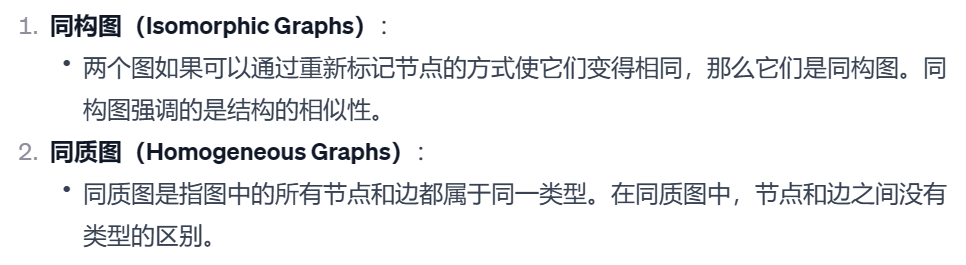 1. 同构图（Isomorphic Graphs）：
• 两个图如果可以通过重新标记节点的方式使它们变得相同，那么它们是同构图。同
构图强调的是结构的相似性。
2. 同质图（Homogeneous Graphs）：
• 同质图是指图中的所有节点和边都属于同一类型。在同质图中，节点和边之间没有
类型的区别。